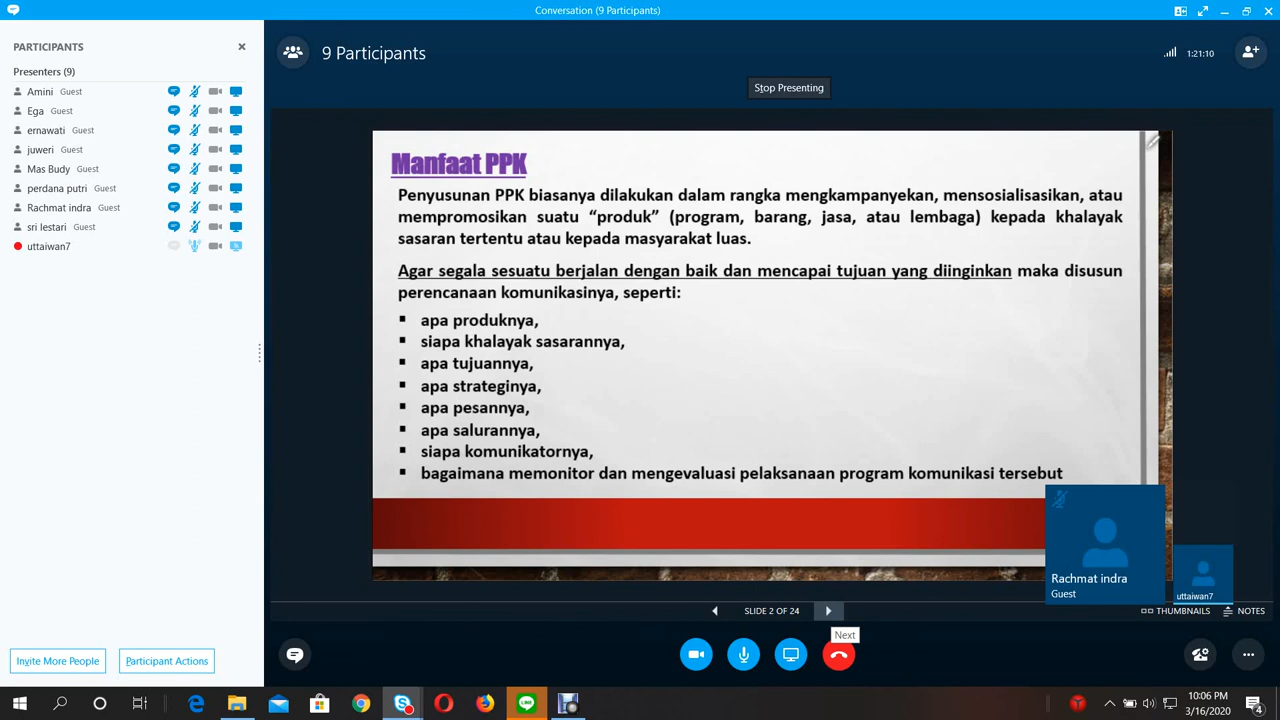 Conversation (9 Participants)
PARTICIPANTS
Presenters (9)
Amini Guest
Ega Guest
ernawati Guest
juweri Guest
Mas Budy Guest
perdana putri Guest
Rachmat indra Guest
sri lestari Guest
uttaiwan7
Invite More People
Participant Actions
9 Participants
1:21:10
Stop Presenting
Manfaat PPK
Penyusunan PPK biasanya dilakukan dalam rangka mengkampanyekan, mensosialisasikan, atau
mempromosikan suatu “produk” (program, barang, jasa, atau lembaga) kepada khalayak
sasaran tertentu atau kepada masyarakat luas.
Agar segala sesuatu berjalan dengan baik dan mencapai tujuan yang diinginkan maka disusun
perencanaan komunikasinya, seperti:
▪ apa produknya,
▪ siapa khalayak sasarannya,
▪ apa tujuannya,
▪ apa strateginya,
▪ apa pesannya,
▪ apa salurannya,
▪ siapa komunikatornya,
▪ bagaimana memonitor dan mengevaluasi pelaksanaan program komunikasi tersebut
Rachmat indra
Guest
uttaiwan7
SLIDE 2 OF 24
THUMBNAILS
NOTES
Next
10:06 PM
3/16/2020
4